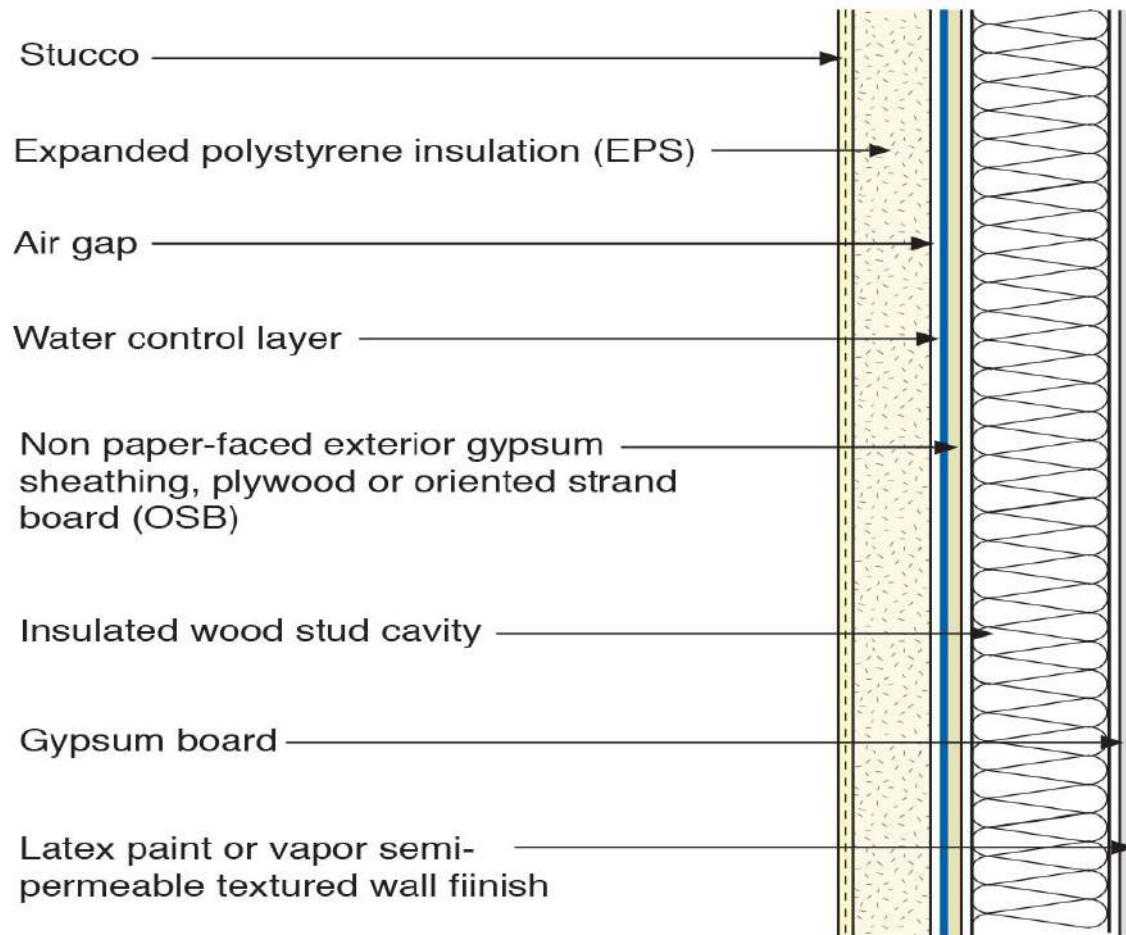 Stucco
Expanded polystyrene insulation (EPS)
Air gap
Water control layer
Non paper-faced exterior gypsum
sheathing, plywood or oriented strand
board (OSB)
Insulated wood stud cavity
Gypsum board
Latex paint or vapor semi-
permeable textured wall fiinish